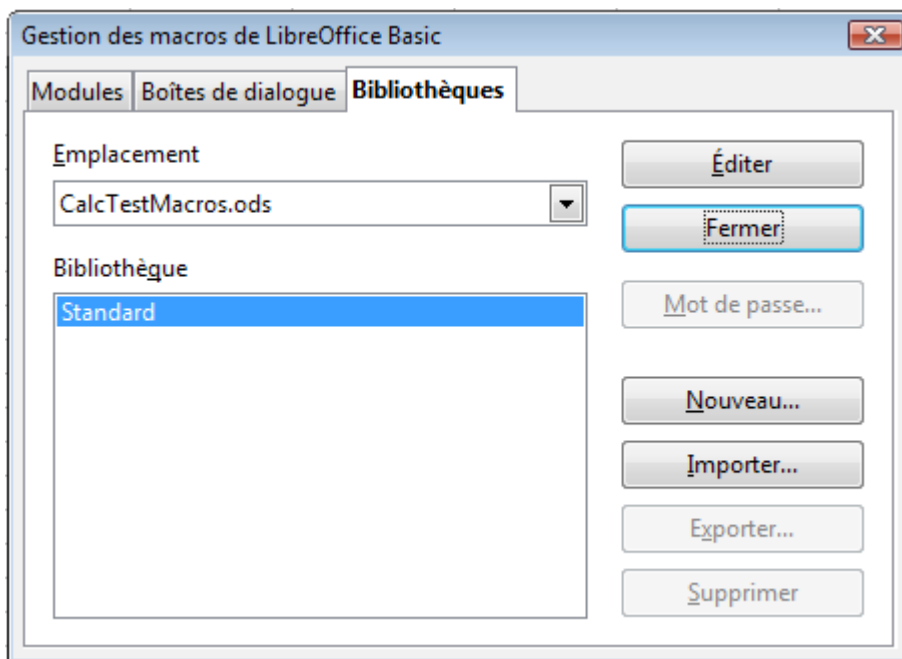 Gestion des macros de LibreOffice Basic
Modules Boîtes de dialogue Bibliothèques
Emplacement
CalcTestMacros.ods
Bibliothèque
Standard
Éditer
Fermer
Mot de passe...
Nouveau...
Importer...
Exporter...
Supprimer